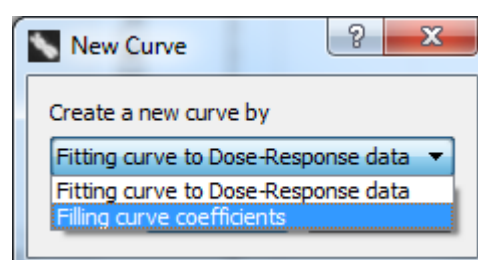 New Curve
?
Create a new curve by
Fitting curve to Dose-Response data
Fitting curve to Dose-Response data
Filling curve coefficients